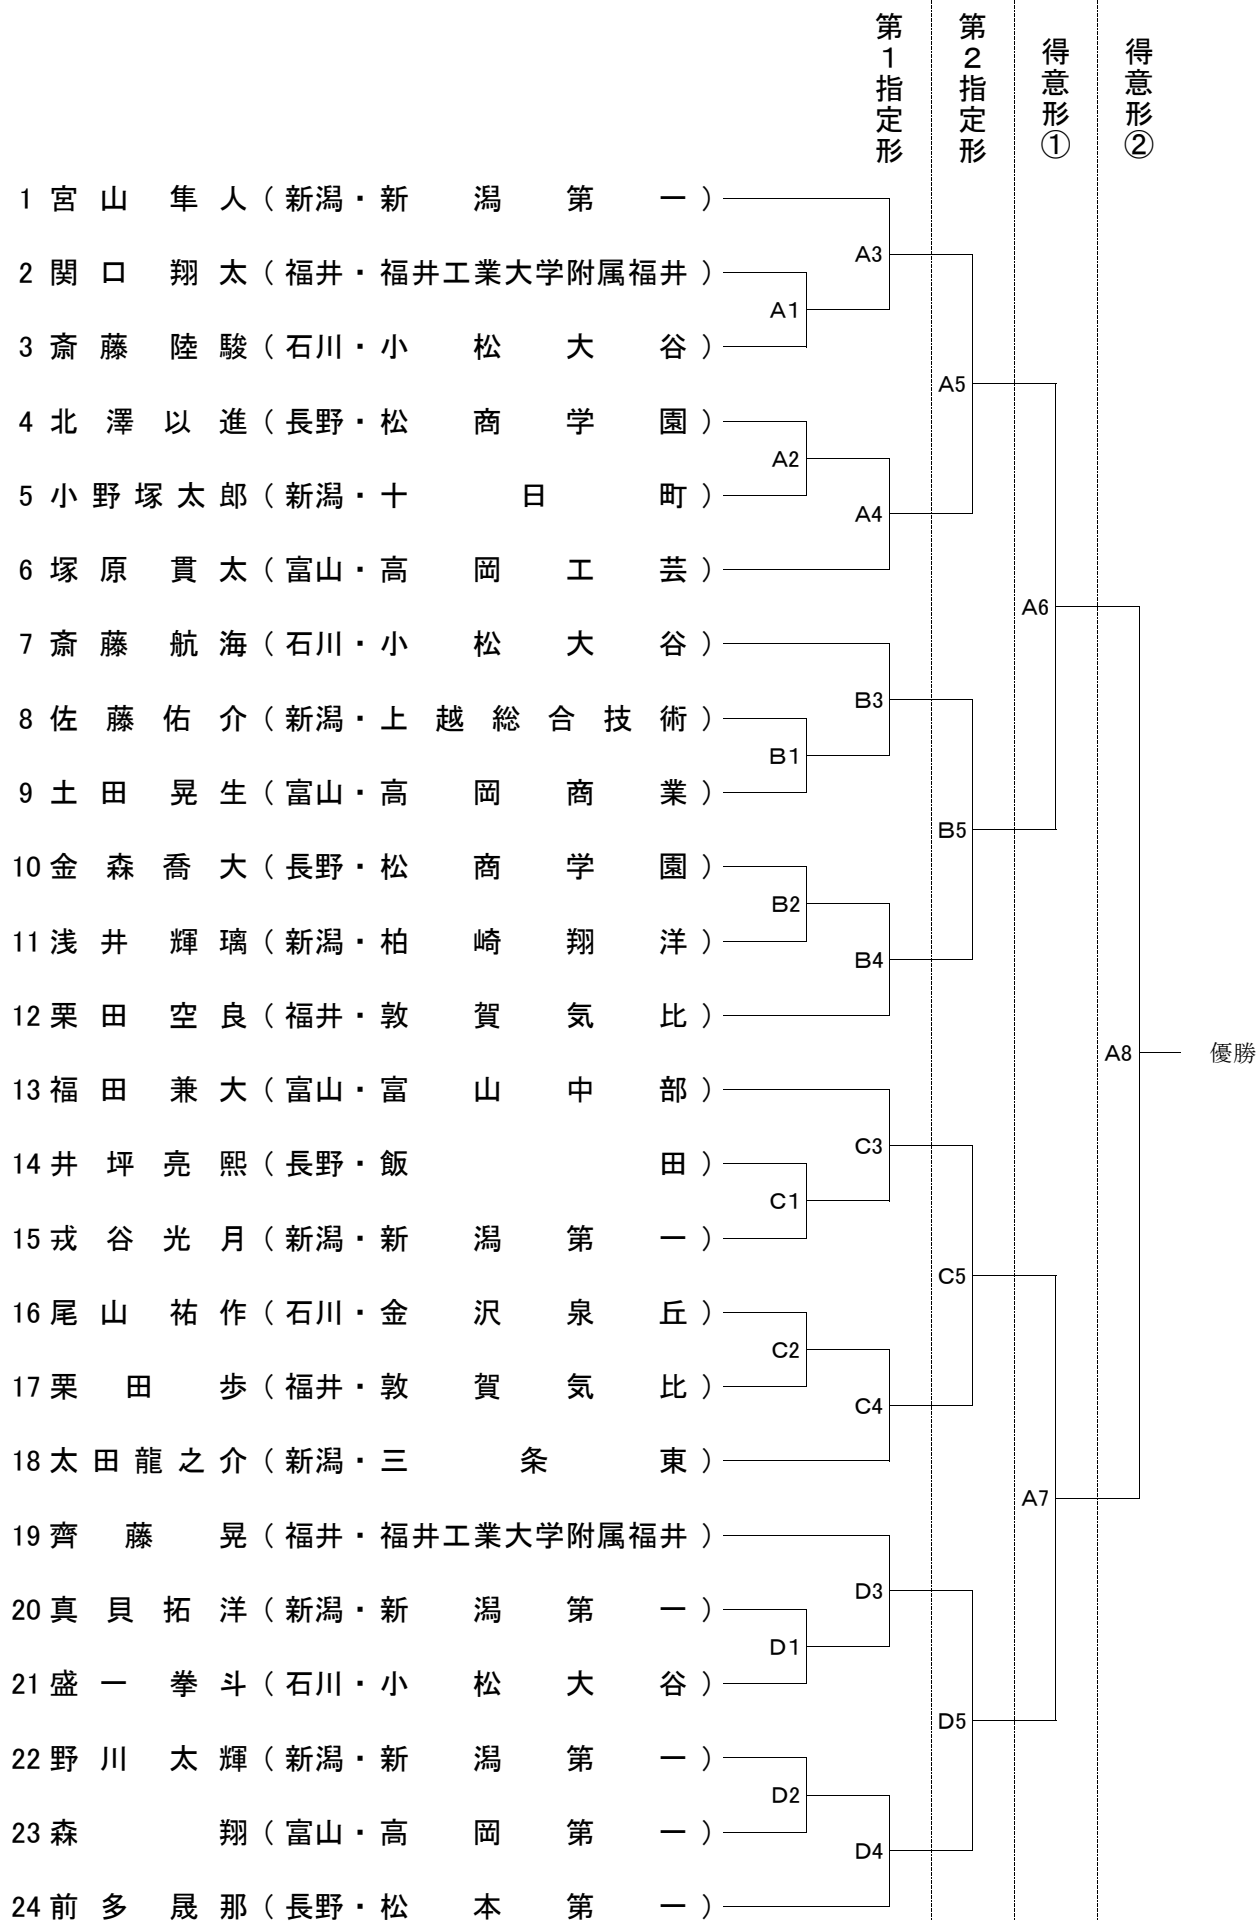 第1指定形 第2指定形 得意形① 得意形②
1 宮山隼人（新潟・新潟第一）
A3
2 関口翔太（福井・福井工業大学附属福井）
A1
3 斎藤陸駿（石川・小松大谷）
A5
4 北澤以進（長野・松商学園）
A2
5 小野塚太郎（新潟・十日町）
A4
6 塚原貫太（富山・高岡工芸）
A6
7 斎藤航海（石川・小松大谷）
B3
8 佐藤佑介（新潟・上越総合技術）
B1
9 土田晃生（富山・高岡商業）
B5
10 金森喬大（長野・松商学園）
B2
11 浅井輝璃（新潟・柏崎翔洋）
B4
12 栗田空良（福井・敦賀気比）
A8 優勝
13 福田兼大（富山・富山中部）
C3
14 井坪亮熙（長野・飯田）
C1
15 戎谷光月（新潟・新潟第一）
C5
16 尾山祐作（石川・金沢泉丘）
C2
17 栗田歩（福井・敦賀気比）
C4
18 太田龍之介（新潟・三条東）
A7
19 齊藤晃（福井・福井工業大学附属福井）
D3
20 真貝拓洋（新潟・新潟第一）
D1
21 盛一拳斗（石川・小松大谷）
D5
22 野川太輝（新潟・新潟第一）
D2
23 森翔（富山・高岡第一）
D4
24 前多晟那（長野・松本第一）